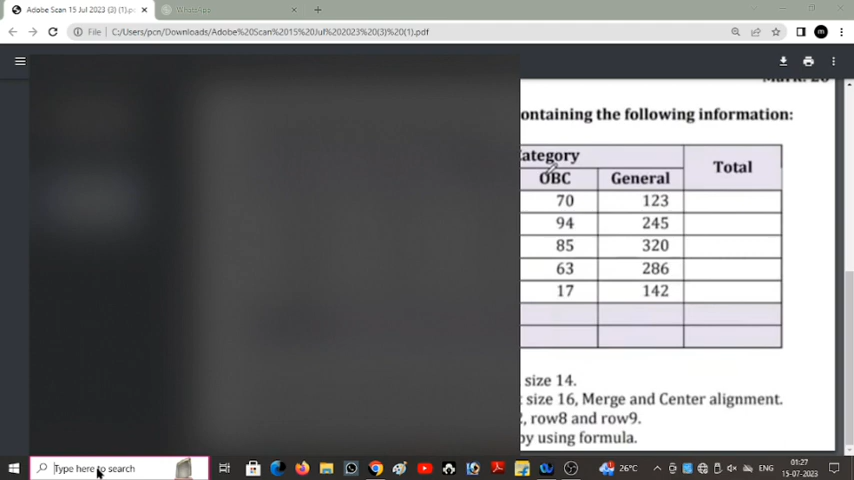 Adobe Scan 15 Jul 2023 (3) (1).pdf
WhatsApp
File C:/Users/pcn/Downloads/Adobe%20Scan%2015%20Jul%202023%20(3)%20(1).pdf
ontaining the following information:
ategory Total
OBC General
70 123
94 245
85 320
63 286
17 142
size 14.
t size 16, Merge and Center alignment.
2, row8 and row9.
by using formula.
Type here to search
26°C
ENG
01:27
15-07-2023